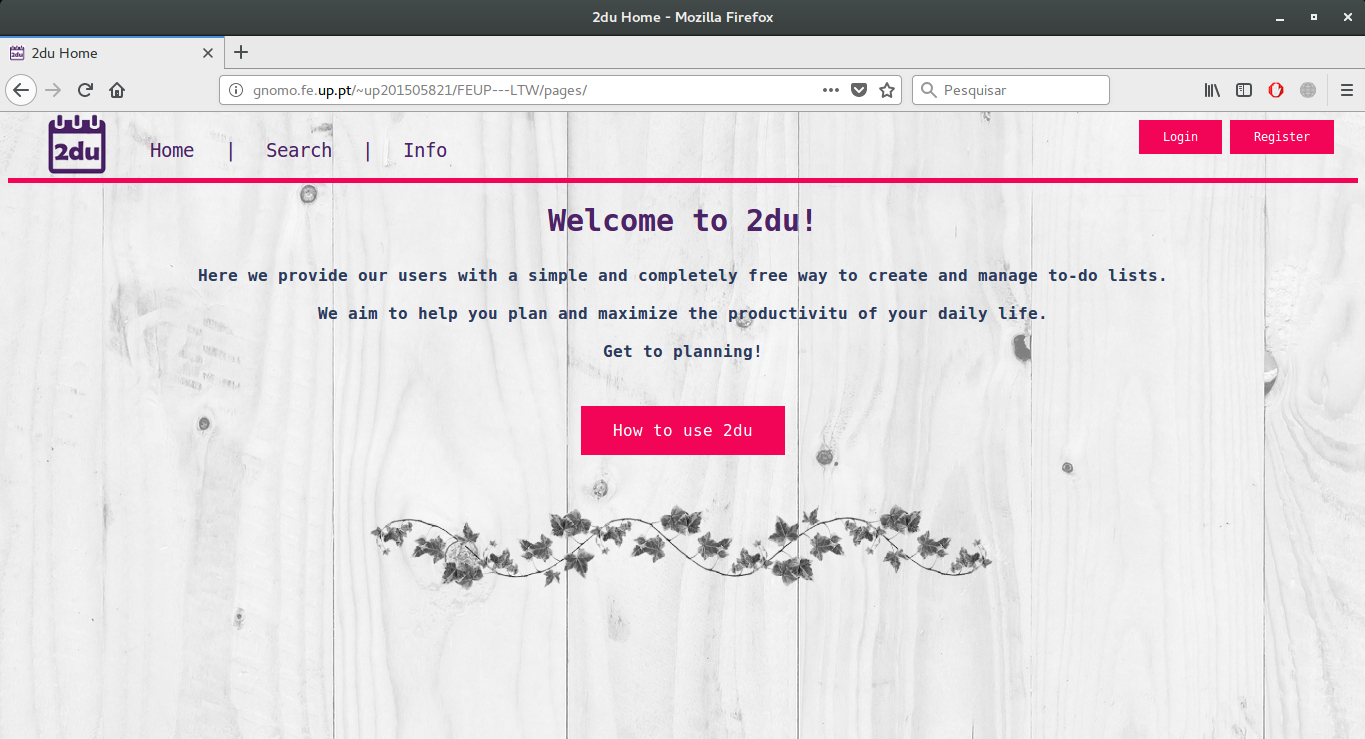 2du Home - Mozilla Firefox
2du Home
gnomo.fe.up.pt/~up201505821/FEUP---LTW/pages/
Pesquisar
2du
Home | Search | Info
Login
Register
Welcome to 2du!
Here we provide our users with a simple and completely free way to create and manage to-do lists.
We aim to help you plan and maximize the productivitu of your daily life.
Get to planning!
How to use 2du